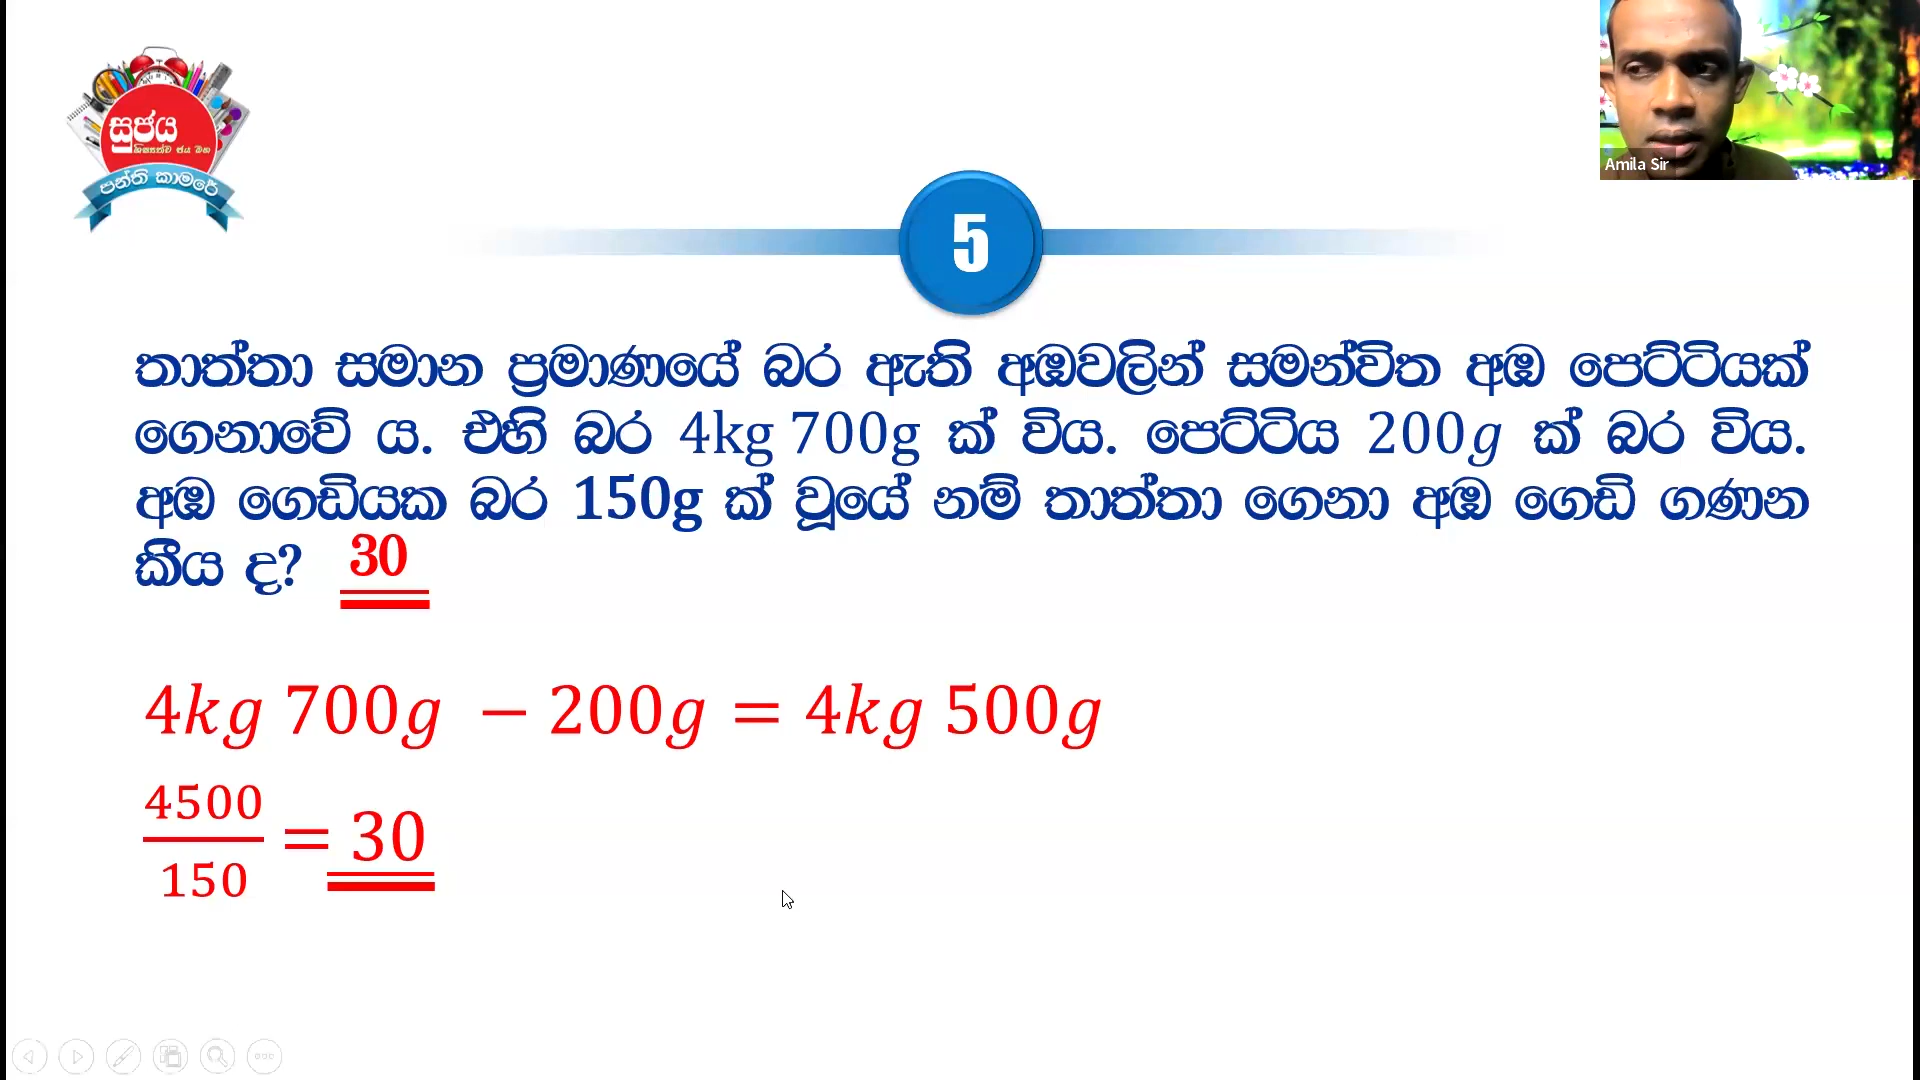 සුජය
පන්ති කාමරේ
Amila Sir
5
තාත්තා සමාන ප්‍රමාණයේ බර ඇති අඹවලින් සමන්විත අඹ පෙට්ටියක්
ගෙනාවේ ය. එහි බර 4kg 700g ක් විය. පෙට්ටිය 200g ක් බර විය.
අඹ ගෙඩියක බර 150g ක් වූයේ නම් තාත්තා ගෙනා අඹ ගෙඩි ගණන
කීය ද? 30
4kg 700g − 200g = 4kg 500g
4500
= 30
150